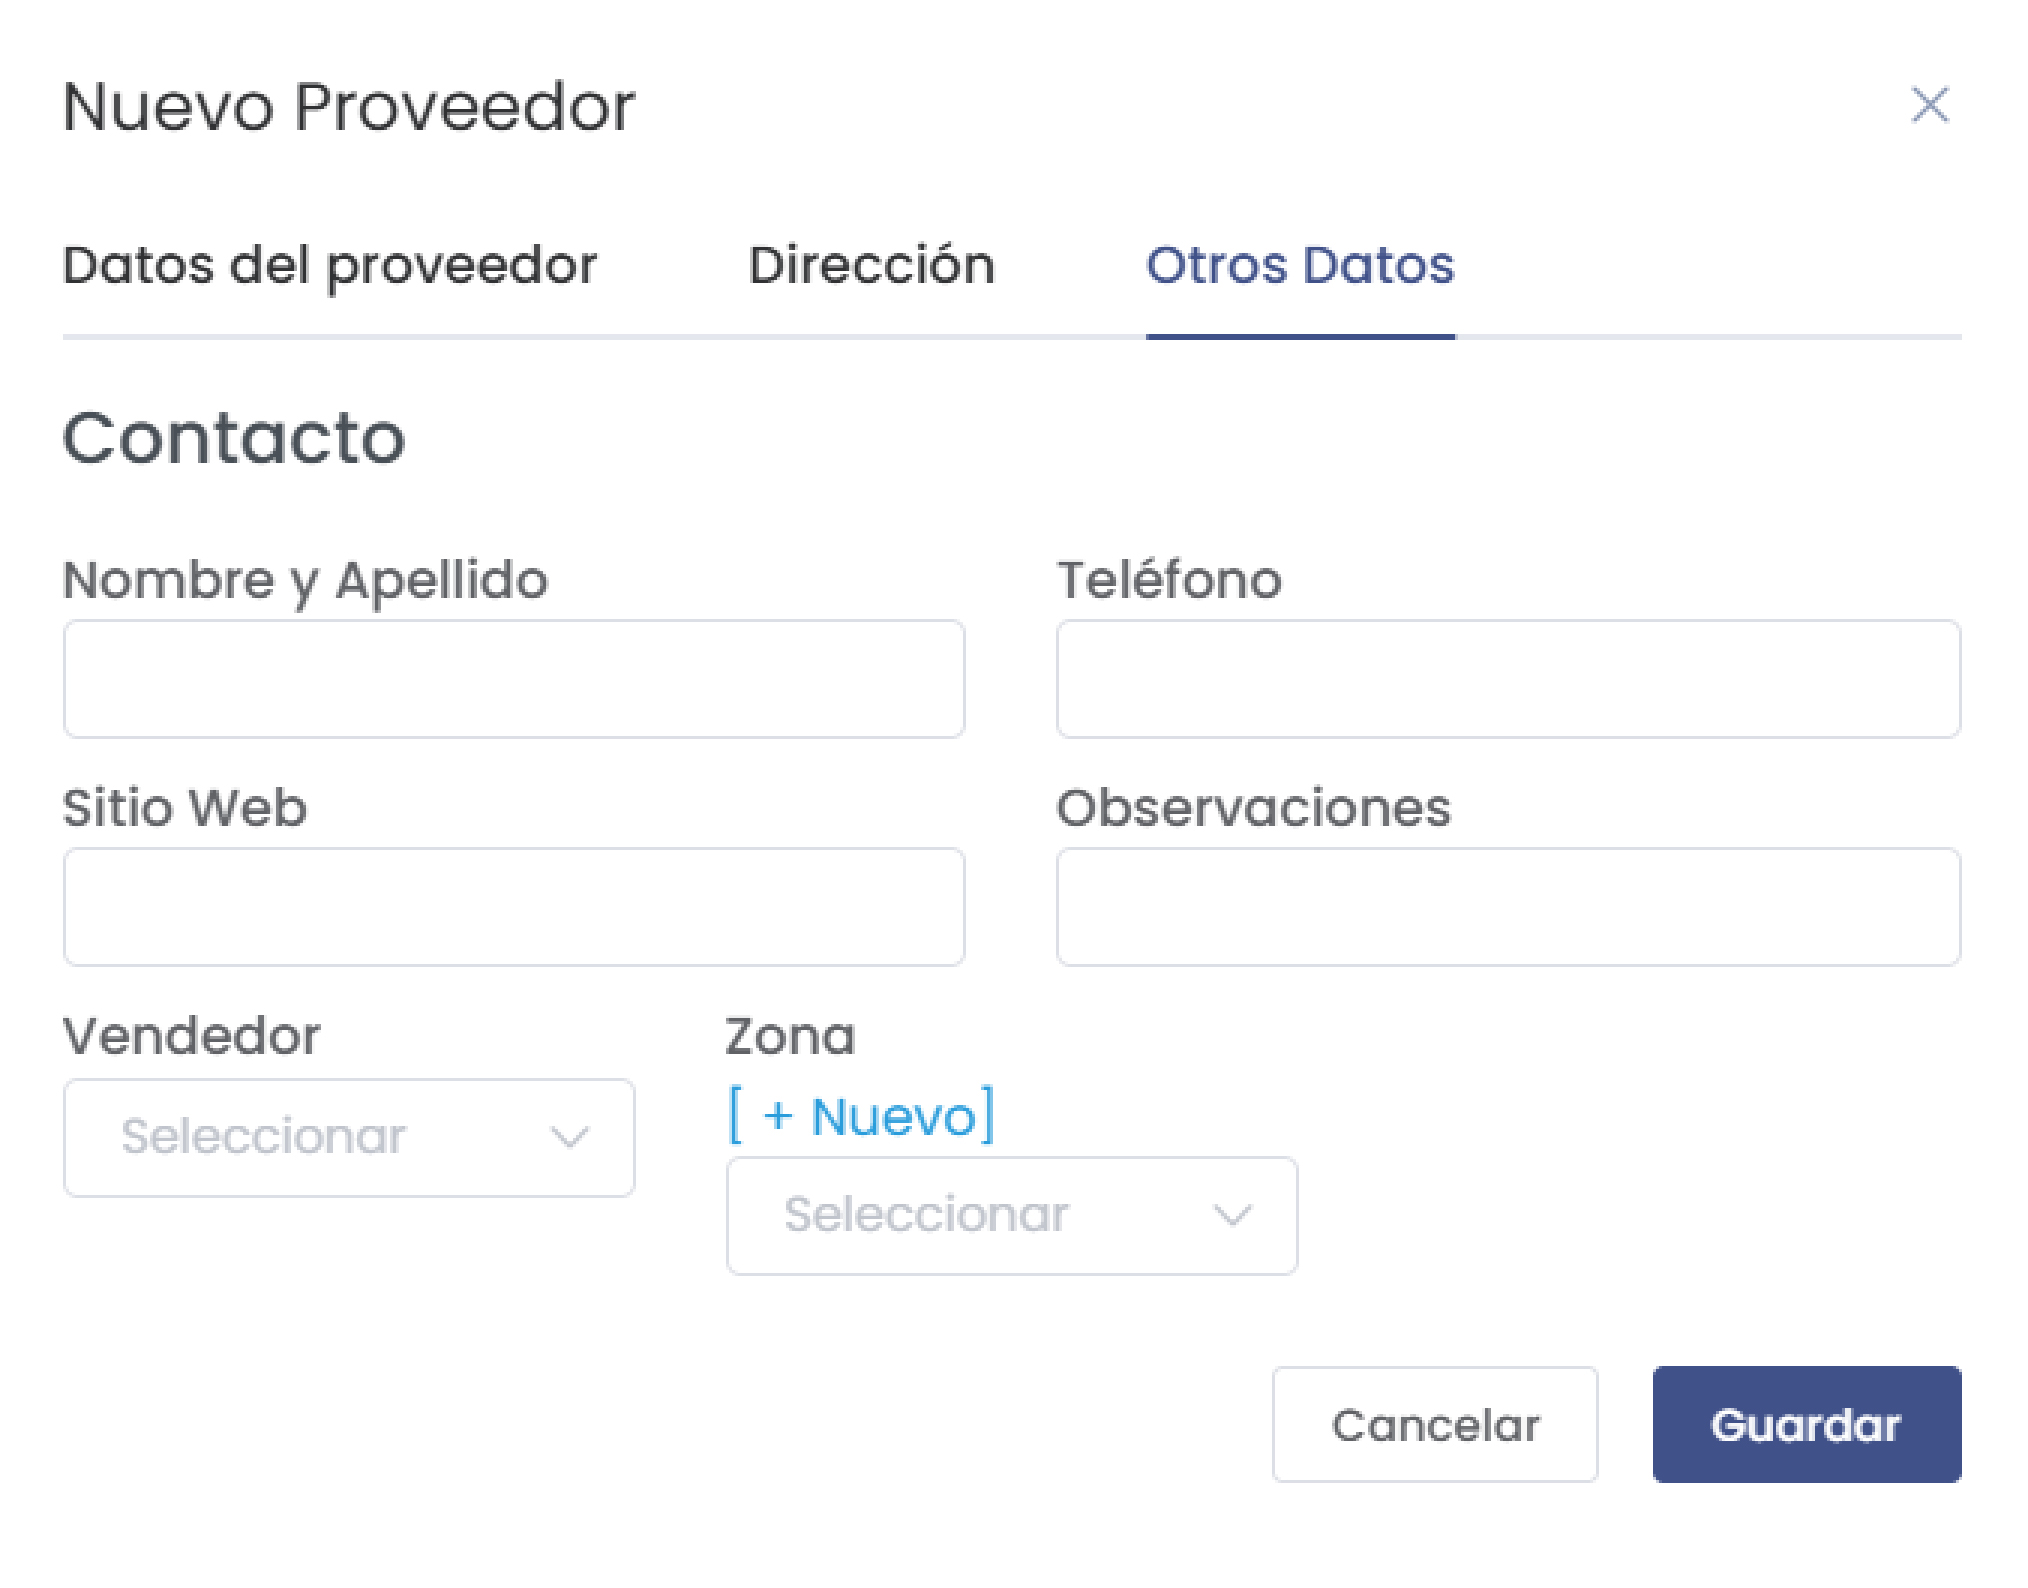 Nuevo Proveedor
Datos del proveedor Dirección Otros Datos
Contacto
Nombre y Apellido Teléfono
Sitio Web Observaciones
Vendedor Zona
[ + Nuevo]
Seleccionar
Seleccionar
Cancelar Guardar